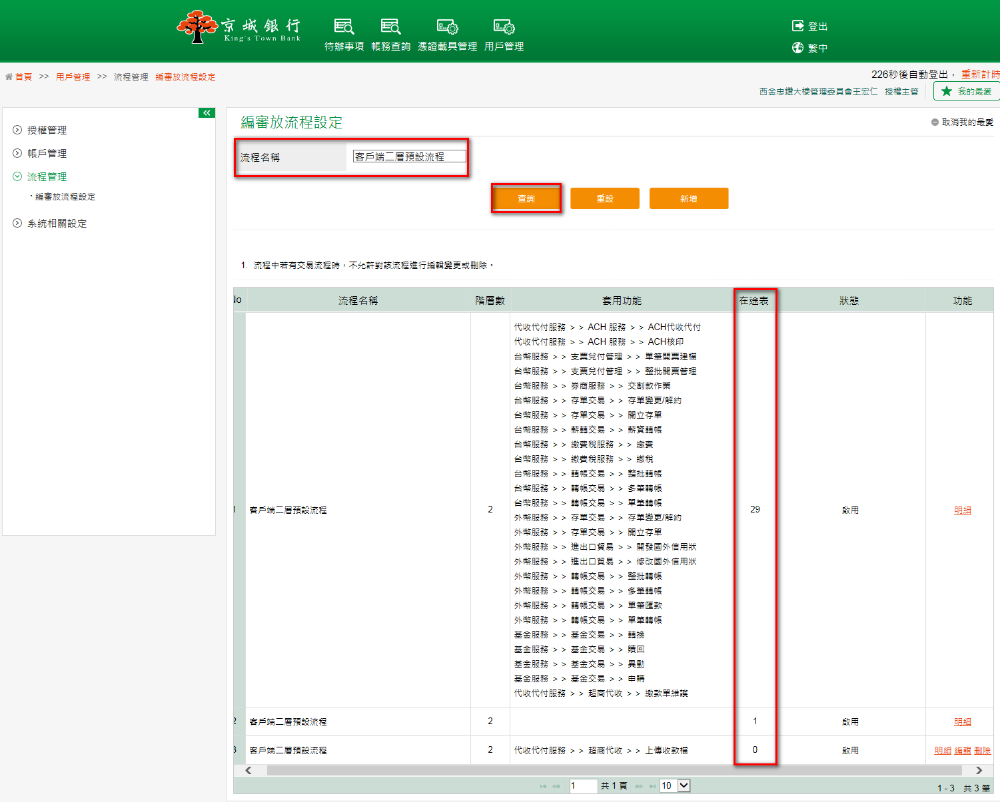 京城銀行
King's Town Bank
待辦事項 帳務查詢 憑證載具管理 用戶管理
登出
繁中
首頁 >> 用戶管理 >> 流程管理 編審放流程設定
226秒後自動登出， 重新計時
西金忠鑽大樓管理委員會王宏仁 授權主管
我的最愛
授權管理
帳戶管理
流程管理
・編審放流程設定
系統相關設定
編審放流程設定
取消我的最愛
流程名稱 客戶端二層預設流程
查詢 重設 新增
1. 流程中若有交易流程時，不允許對該流程進行編輯變更或刪除。
No 流程名稱 階層數 套用功能 在途表 狀態 功能
代收代付服務 > > ACH 服務 > > ACH代收代付
代收代付服務 > > ACH 服務 > > ACH核印
台幣服務 > > 支票兌付管理 > > 單筆開票建檔
台幣服務 > > 支票兌付管理 > > 整批開票管理
台幣服務 > > 券商服務 > > 交割款作業
台幣服務 > > 存單交易 > > 存單變更/解約
台幣服務 > > 存單交易 > > 開立存單
台幣服務 > > 薪轉交易 > > 薪資轉帳
台幣服務 > > 繳費稅服務 > > 繳費
台幣服務 > > 繳費稅服務 > > 繳稅
台幣服務 > > 轉帳交易 > > 整批轉帳
台幣服務 > > 轉帳交易 > > 多筆轉帳
台幣服務 > > 轉帳交易 > > 單筆轉帳
1 客戶端二層預設流程 2 29 啟用 明細
外幣服務 > > 存單交易 > > 存單變更/解約
外幣服務 > > 存單交易 > > 開立存單
外幣服務 > > 進出口貿易 > > 開發國外信用狀
外幣服務 > > 進出口貿易 > > 修改國外信用狀
外幣服務 > > 轉帳交易 > > 整批轉帳
外幣服務 > > 轉帳交易 > > 多筆轉帳
外幣服務 > > 轉帳交易 > > 單筆匯款
外幣服務 > > 轉帳交易 > > 單筆轉帳
基金服務 > > 基金交易 > > 轉換
基金服務 > > 基金交易 > > 贖回
基金服務 > > 基金交易 > > 異動
基金服務 > > 基金交易 > > 申購
代收代付服務 > > 超商代收 > > 繳款單維護
2 客戶端二層預設流程 2 1 啟用 明細
3 客戶端二層預設流程 2 代收代付服務 > > 超商代收 > > 上傳收款檔 0 啟用 明細 編輯 刪除
1 共 1 頁 10
1 - 3 共 3 筆